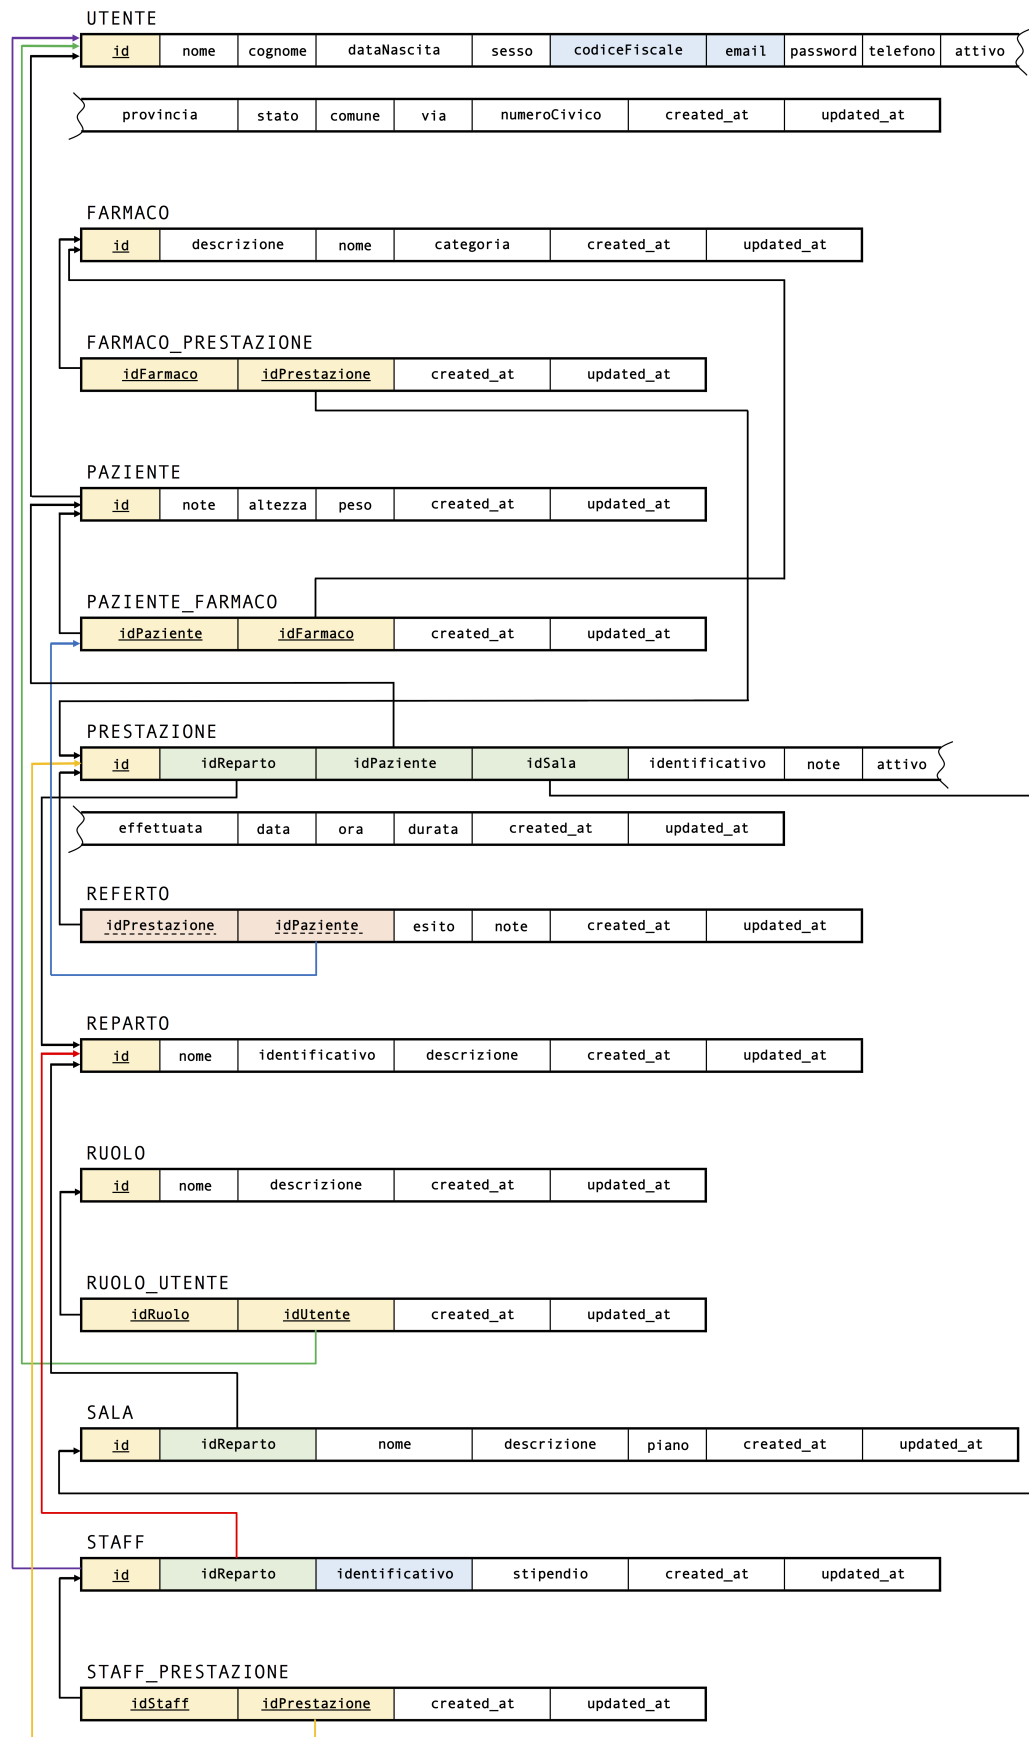 UTENTE
id nome cognome dataNascita sesso codiceFiscale email password telefono attivo
provincia stato comune via numeroCivico created_at updated_at
FARMACO
id descrizione nome categoria created_at updated_at
FARMACO_PRESTAZIONE
idFarmaco idPrestazione created_at updated_at
PAZIENTE
id note altezza peso created_at updated_at
PAZIENTE_FARMACO
idPaziente idFarmaco created_at updated_at
PRESTAZIONE
id idReparto idPaziente idSala identificativo note attivo
effettuata data ora durata created_at updated_at
REFERTO
idPrestazione idPaziente esito note created_at updated_at
REPARTO
id nome identificativo descrizione created_at updated_at
RUOLO
id nome descrizione created_at updated_at
RUOLO_UTENTE
idRuolo idUtente created_at updated_at
SALA
id idReparto nome descrizione piano created_at updated_at
STAFF
id idReparto identificativo stipendio created_at updated_at
STAFF_PRESTAZIONE
idStaff idPrestazione created_at updated_at